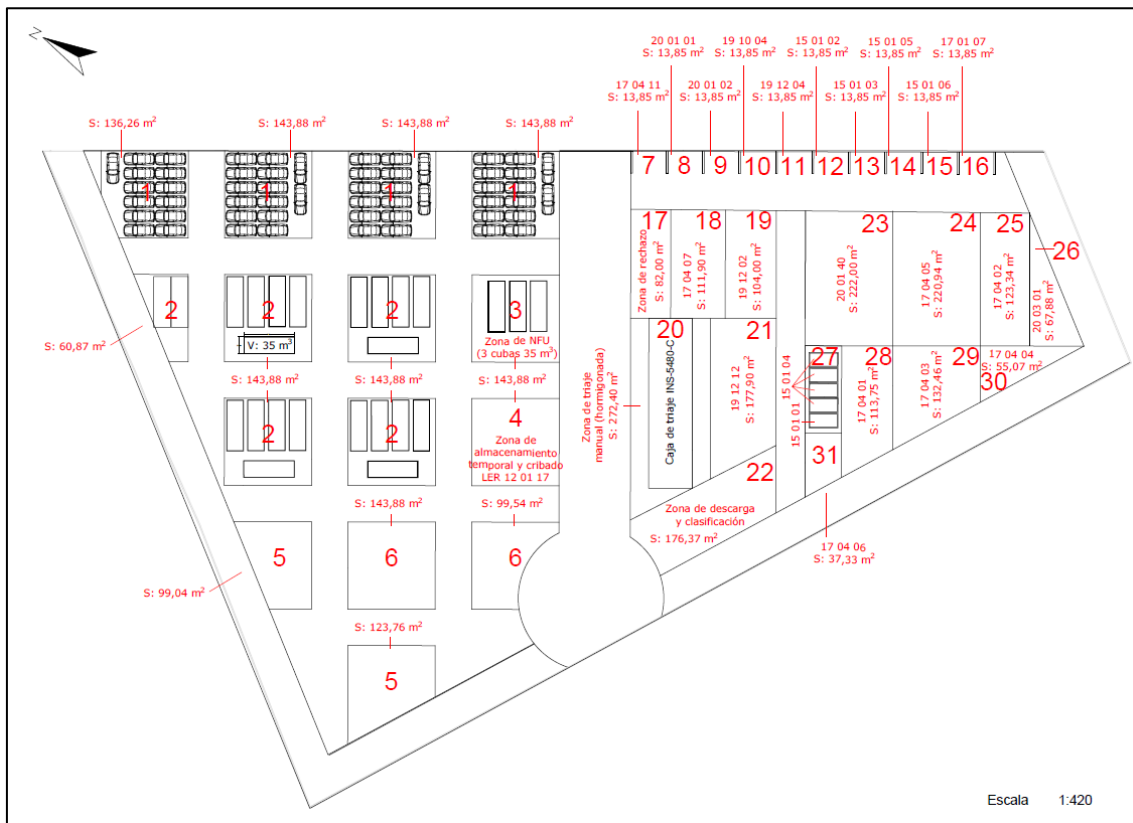 N
20 01 01
S: 13,85 m²
19 10 04
S: 13,85 m²
15 01 02
S: 13,85 m²
15 01 05
S: 13,85 m²
17 01 07
S: 13,85 m²
17 04 11
S: 13,85 m²
20 01 02
S: 13,85 m²
19 12 04
S: 13,85 m²
15 01 03
S: 13,85 m²
15 01 06
S: 13,85 m²
S: 136,26 m²
S: 143,88 m²
S: 143,88 m²
S: 143,88 m²
1
1
1
1
7
8
9
10
11
12
13
14
15
16
17
Zona de rechazo
S: 82,00 m²
18
17 04 07
S: 111,90 m²
19
19 12 02
S: 104,00 m²
23
20 01 40
S: 222,00 m²
24
17 04 05
S: 220,94 m²
25
17 04 02
S: 123,34 m²
26
20 03 01
S: 67,88 m²
2
2
2
3
V: 35 m³
Zona de NFU
(3 cubas 35 m³)
S: 60,87 m²
S: 143,88 m²
S: 143,88 m²
S: 143,88 m²
20
Caja de triaje INS-5480-C
21
19 12 12
S: 177,90 m²
15 01 04
15 01 01
27
28
17 04 01
S: 113,75 m²
29
17 04 03
S: 132,46 m²
17 04 04
S: 55,07 m²
30
Zona de triaje
manual (hormigonada)
S: 272,40 m²
2
2
4
Zona de
almacenamiento
temporal y cribado
LER 12 01 17
31
22
Zona de descarga
y clasificación
S: 176,37 m²
17 04 06
S: 37,33 m²
S: 143,88 m²
S: 99,54 m²
5
6
6
S: 99,04 m²
S: 123,76 m²
5
Escala 1:420